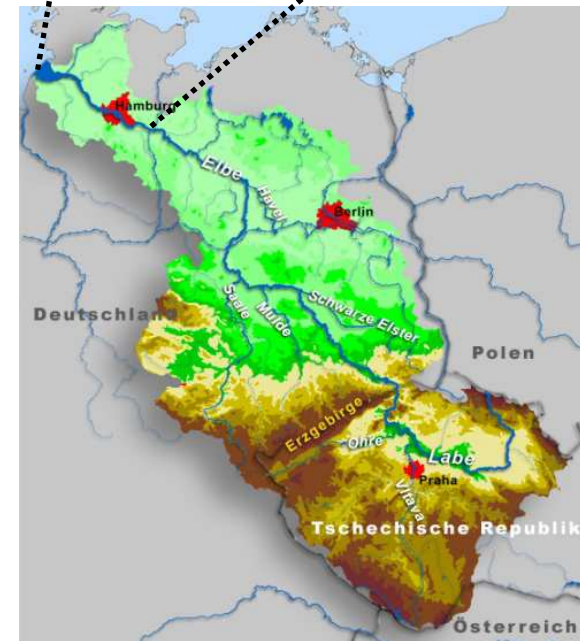 Hamburg
Elbe
Havel
Berlin
Deutschland
Saale
Mulde
Schwarze Elster
Polen
Erzgebirge
Ohre
Labe
Praha
Vltava
Tschechische Republik
Österreich